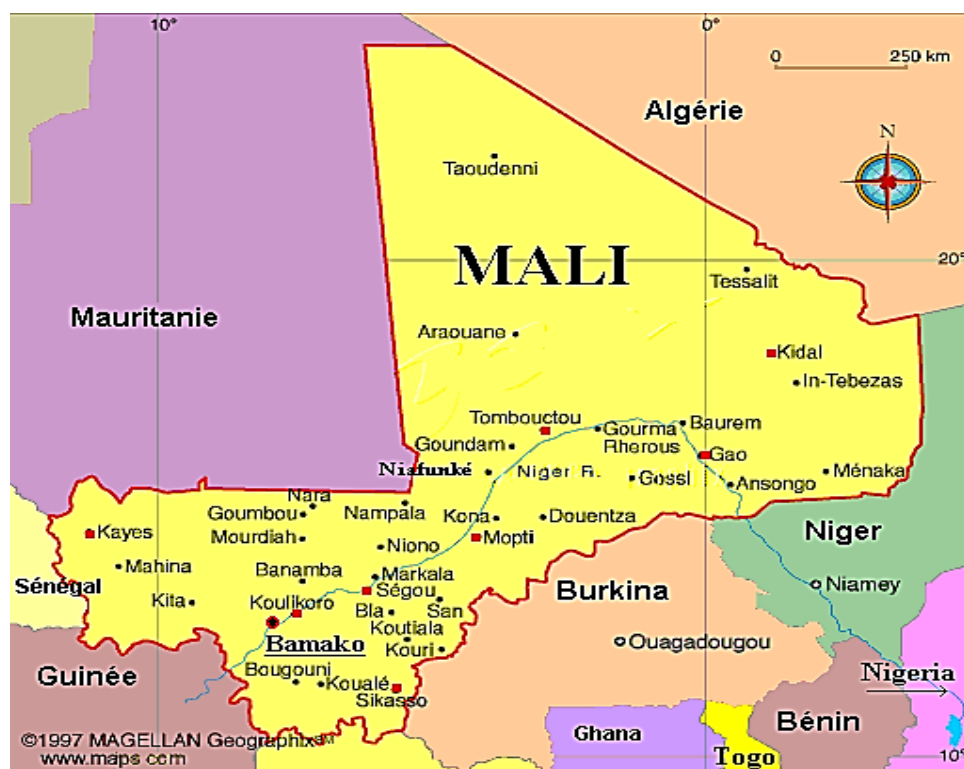 10°
0°
0 250 km
Algérie
N
Taoudenni
MALI
20°
Tessalit
Mauritanie
Araouane
Kidal
In-Tebezas
Tombouctou
Baurem
Gourma
Rherous
Goundam
Gao
Niafunké
Niger R.
Gossl
Ménaka
Ansongo
Nara
Goumbou
Nampala
Kona
Douentza
Kayes
Mourdiah
Niono
Mopti
Niger
Mahina
Banamba
Markala
Sénégal
Ségou
Burkina
Niamey
Kita
Koulikoro
Bla
San
Bamako
Koutiala
Kouri
Ouagadougou
Guinée
Bougouni
Koualé
Sikasso
Nigeria
Bénin
Ghana
Togo
10°
©1997 MAGELLAN Geographix℠
www.maps.com